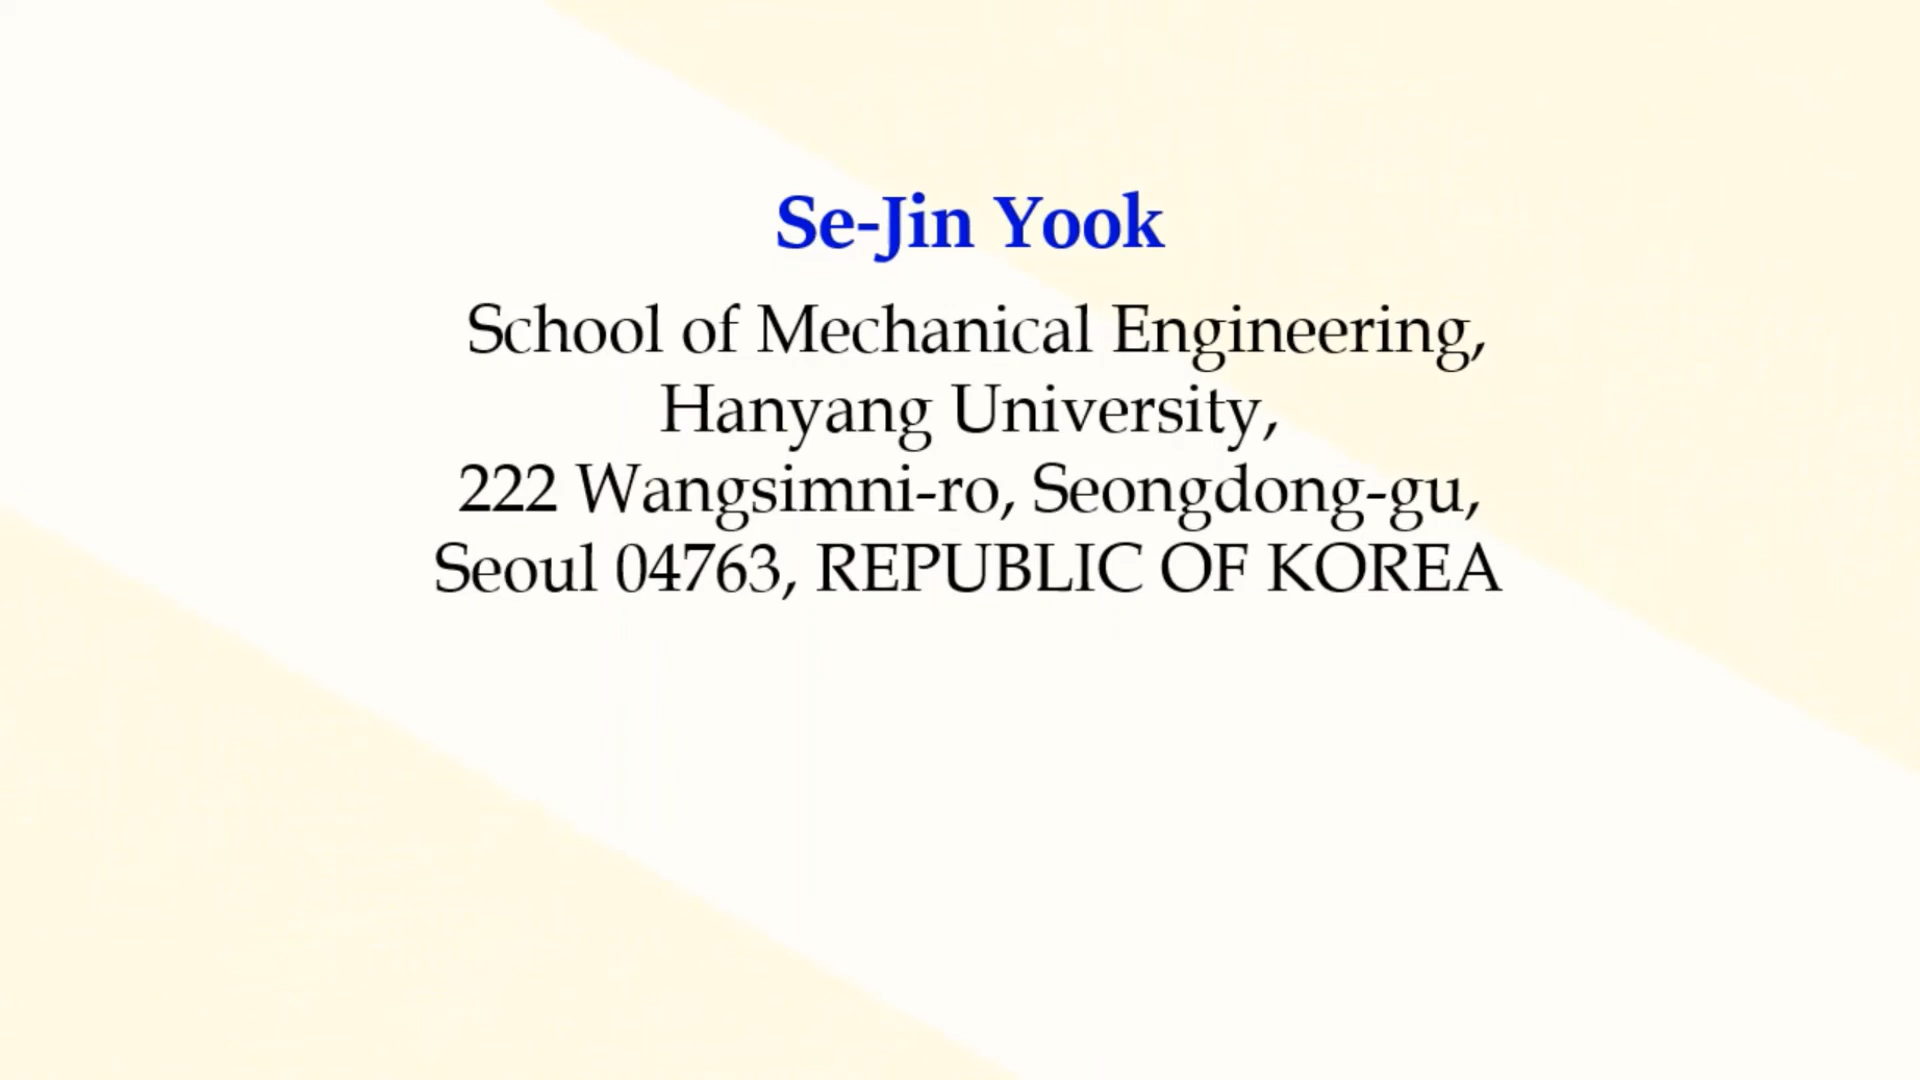 Se-Jin Yook
School of Mechanical Engineering,
Hanyang University,
222 Wangsimni-ro, Seongdong-gu,
Seoul 04763, REPUBLIC OF KOREA